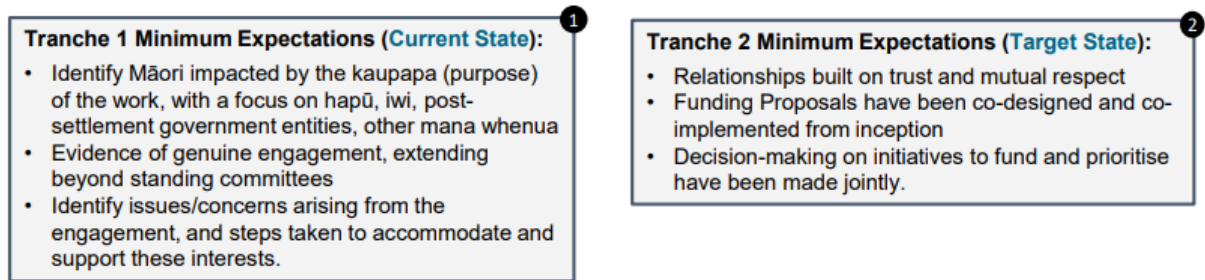 1
Tranche 1 Minimum Expectations (Current State):
• Identify Māori impacted by the kaupapa (purpose)
of the work, with a focus on hapū, iwi, post-
settlement government entities, other mana whenua
• Evidence of genuine engagement, extending
beyond standing committees
• Identify issues/concerns arising from the
engagement, and steps taken to accommodate and
support these interests.
2
Tranche 2 Minimum Expectations (Target State):
• Relationships built on trust and mutual respect
• Funding Proposals have been co-designed and co-
implemented from inception
• Decision-making on initiatives to fund and prioritise
have been made jointly.